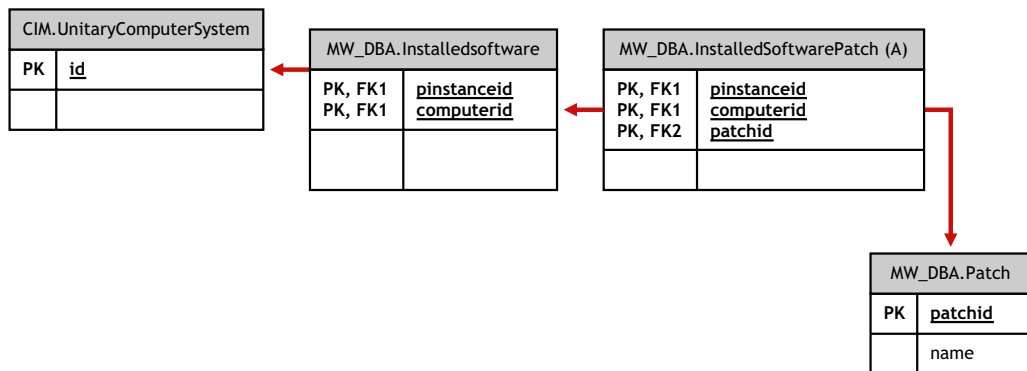 CIM.UnitaryComputerSystem
PK id
MW_DBA.Installedsoftware
PK, FK1 pinstanceid
PK, FK1 computerid
MW_DBA.InstalledSoftwarePatch (A)
PK, FK1 pinstanceid
PK, FK1 computerid
PK, FK2 patchid
MW_DBA.Patch
PK patchid
name